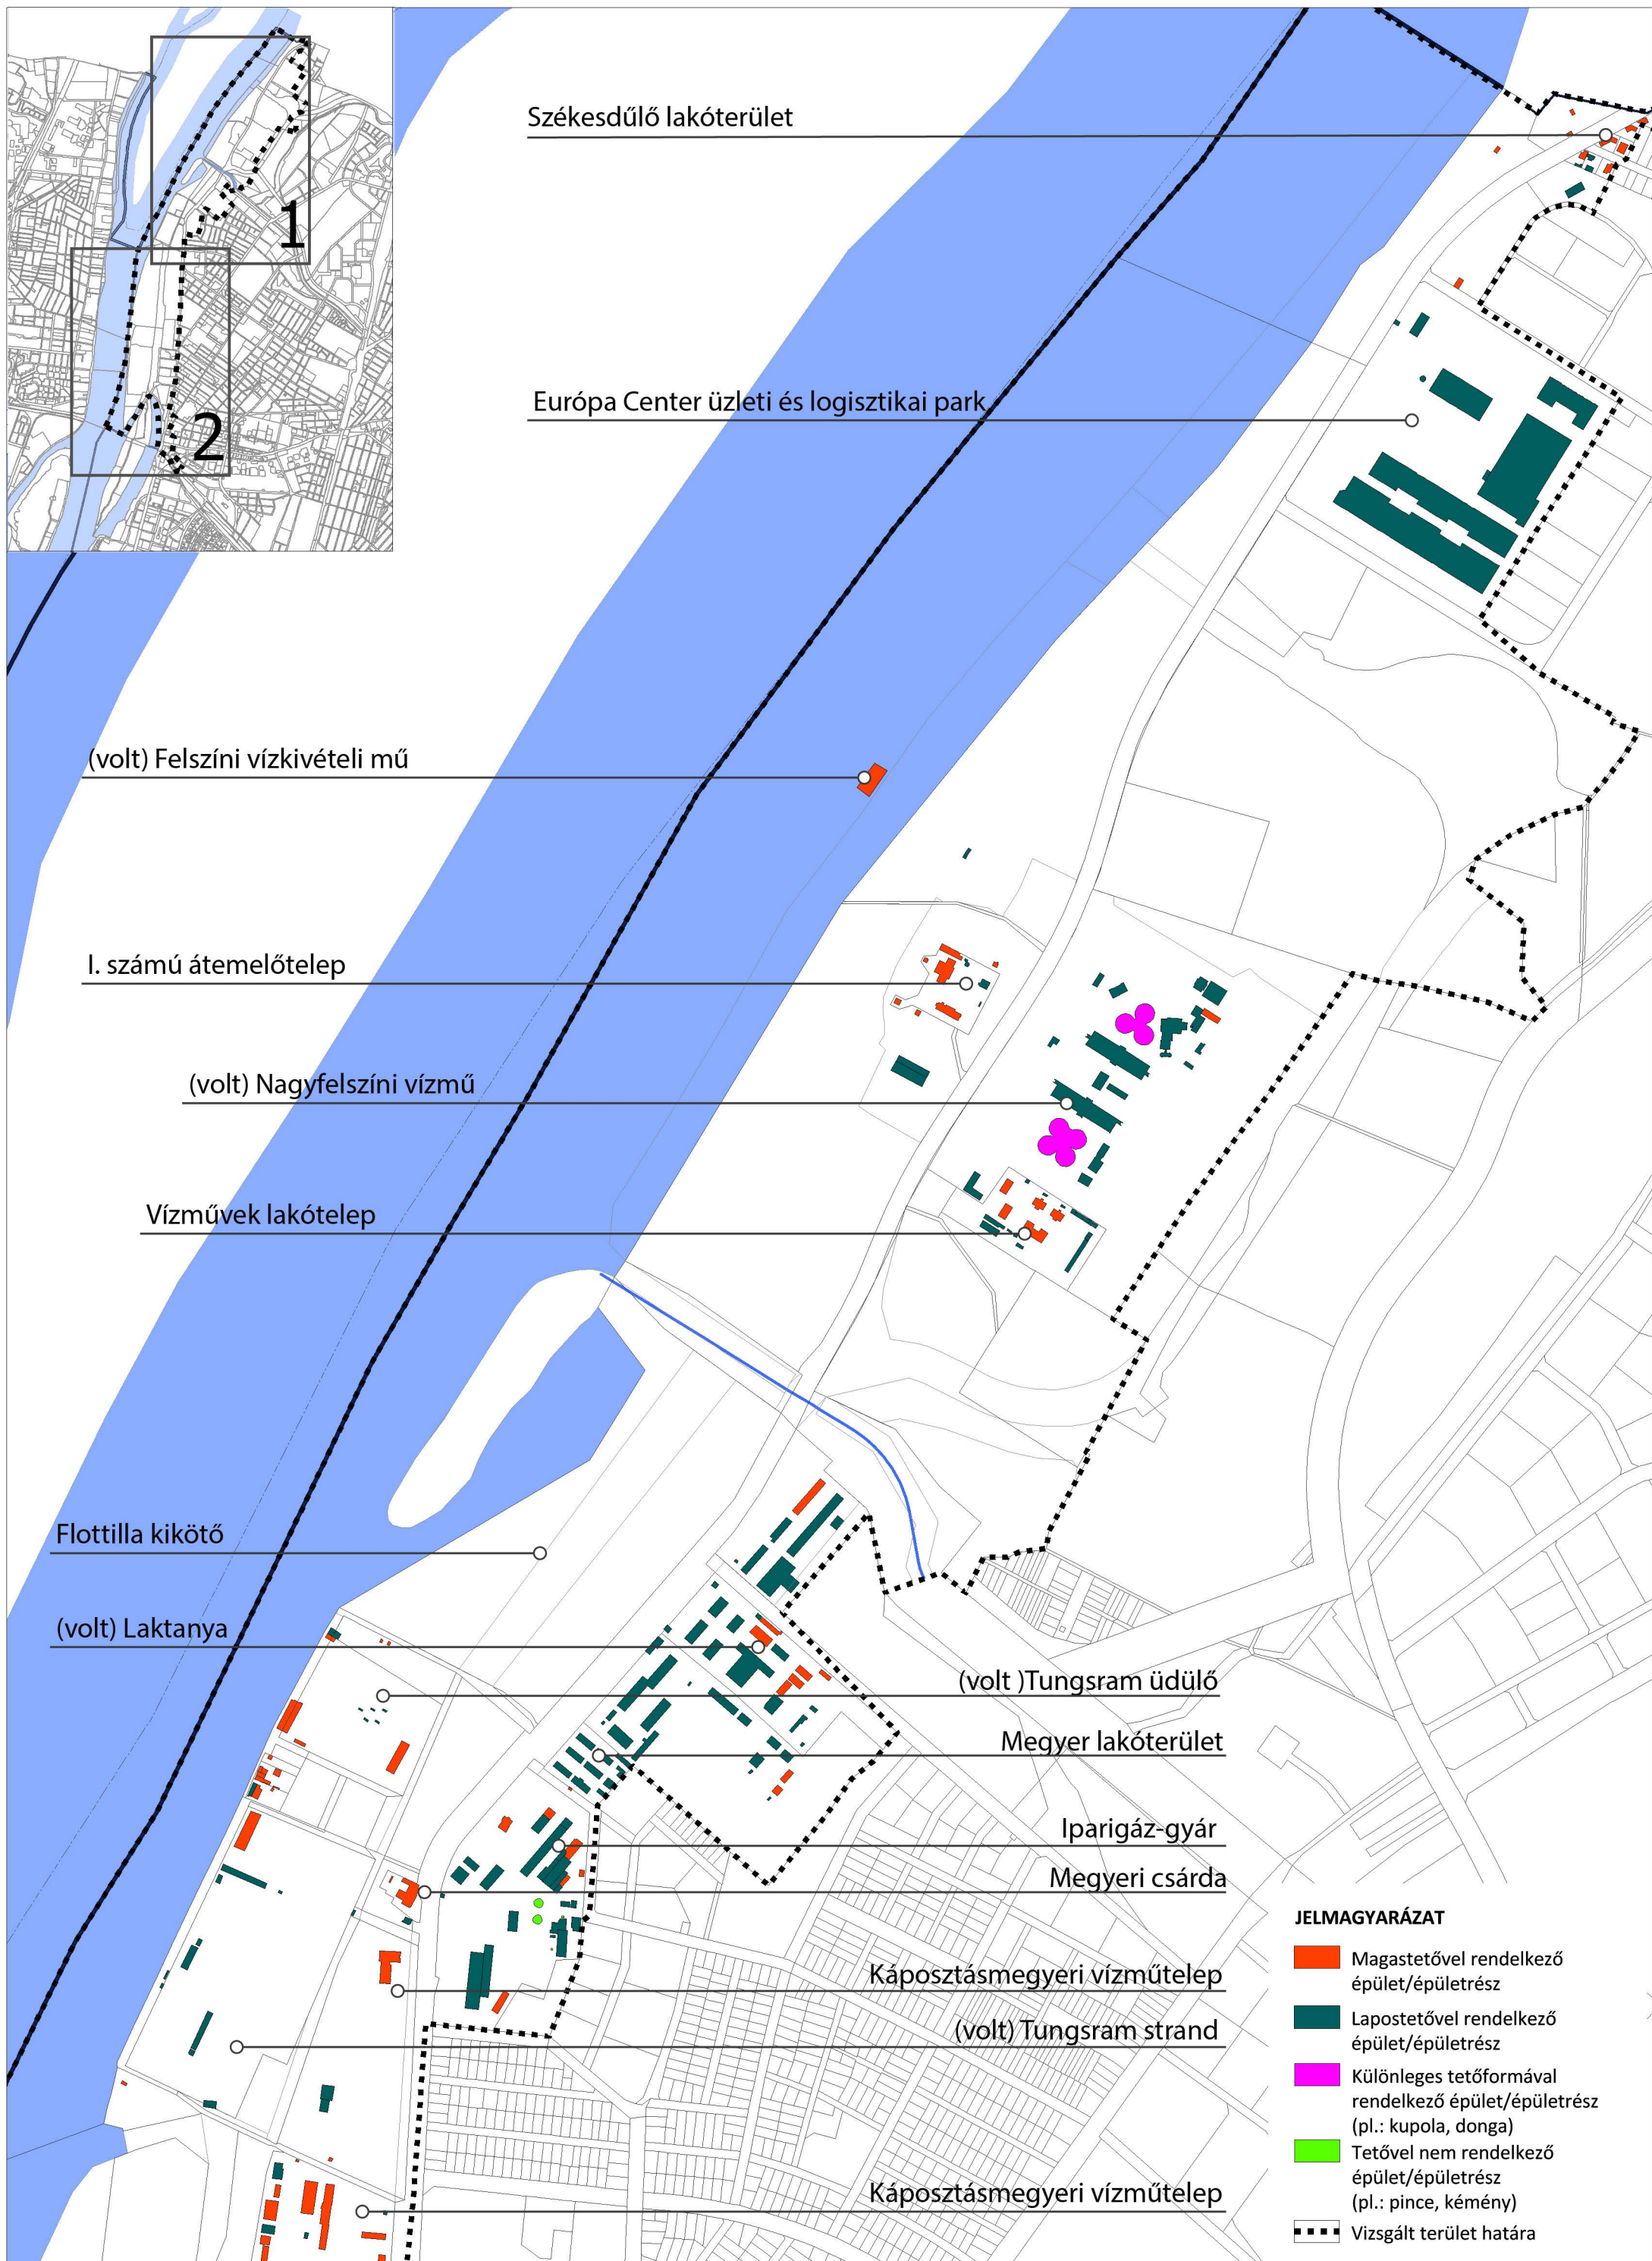 1
2
Székesdűlő lakóterület
Európa Center üzleti és logisztikai park
(volt) Felszíni vízkivételi mű
I. számú átemelőtelep
(volt) Nagyfelszíni vízmű
Vízművek lakótelep
Flottilla kikötő
(volt) Laktanya
(volt )Tungsram üdülő
Megyer lakóterület
Iparigáz-gyár
Megyeri csárda
Káposztásmegyeri vízműtelep
(volt) Tungsram strand
Káposztásmegyeri vízműtelep
JELMAGYARÁZAT
Magastetővel rendelkező
épület/épületrész
Lapostetővel rendelkező
épület/épületrész
Különleges tetőformával
rendelkező épület/épületrész
(pl.: kupola, donga)
Tetővel nem rendelkező
épület/épületrész
(pl.: pince, kémény)
Vizsgált terület határa